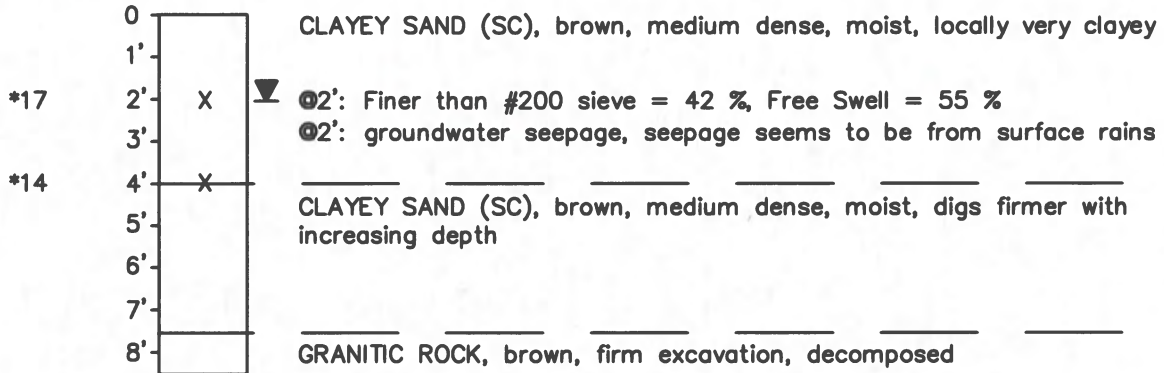 0 CLAYEY SAND (SC), brown, medium dense, moist, locally very clayey
1'
*17 2' X @2': Finer than #200 sieve = 42 %, Free Swell = 55 %
3' @2': groundwater seepage, seepage seems to be from surface rains
*14 4' X
5' CLAYEY SAND (SC), brown, medium dense, moist, digs firmer with
increasing depth
6'
7'
8' GRANITIC ROCK, brown, firm excavation, decomposed